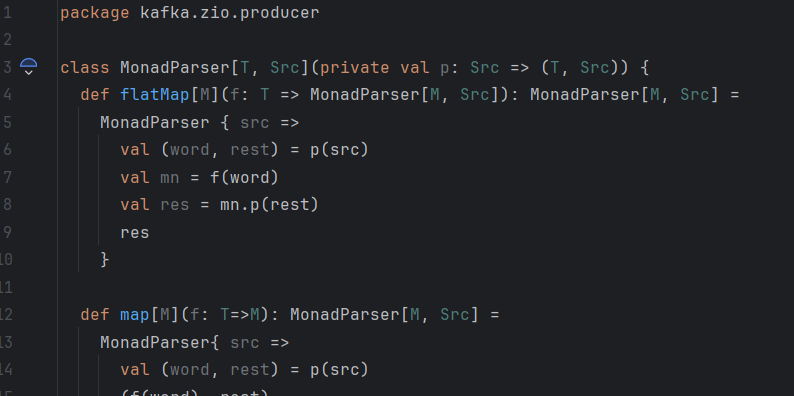 1 package kafka.zio.producer
2
3 class MonadParser[T, Src](private val p: Src => (T, Src)) {
4 def flatMap[M](f: T => MonadParser[M, Src]): MonadParser[M, Src] =
5 MonadParser { src =>
6 val (word, rest) = p(src)
7 val mn = f(word)
8 val res = mn.p(rest)
9 res
10 }
11
12 def map[M](f: T=>M): MonadParser[M, Src] =
13 MonadParser{ src =>
14 val (word, rest) = p(src)
15 (f(word), rest)